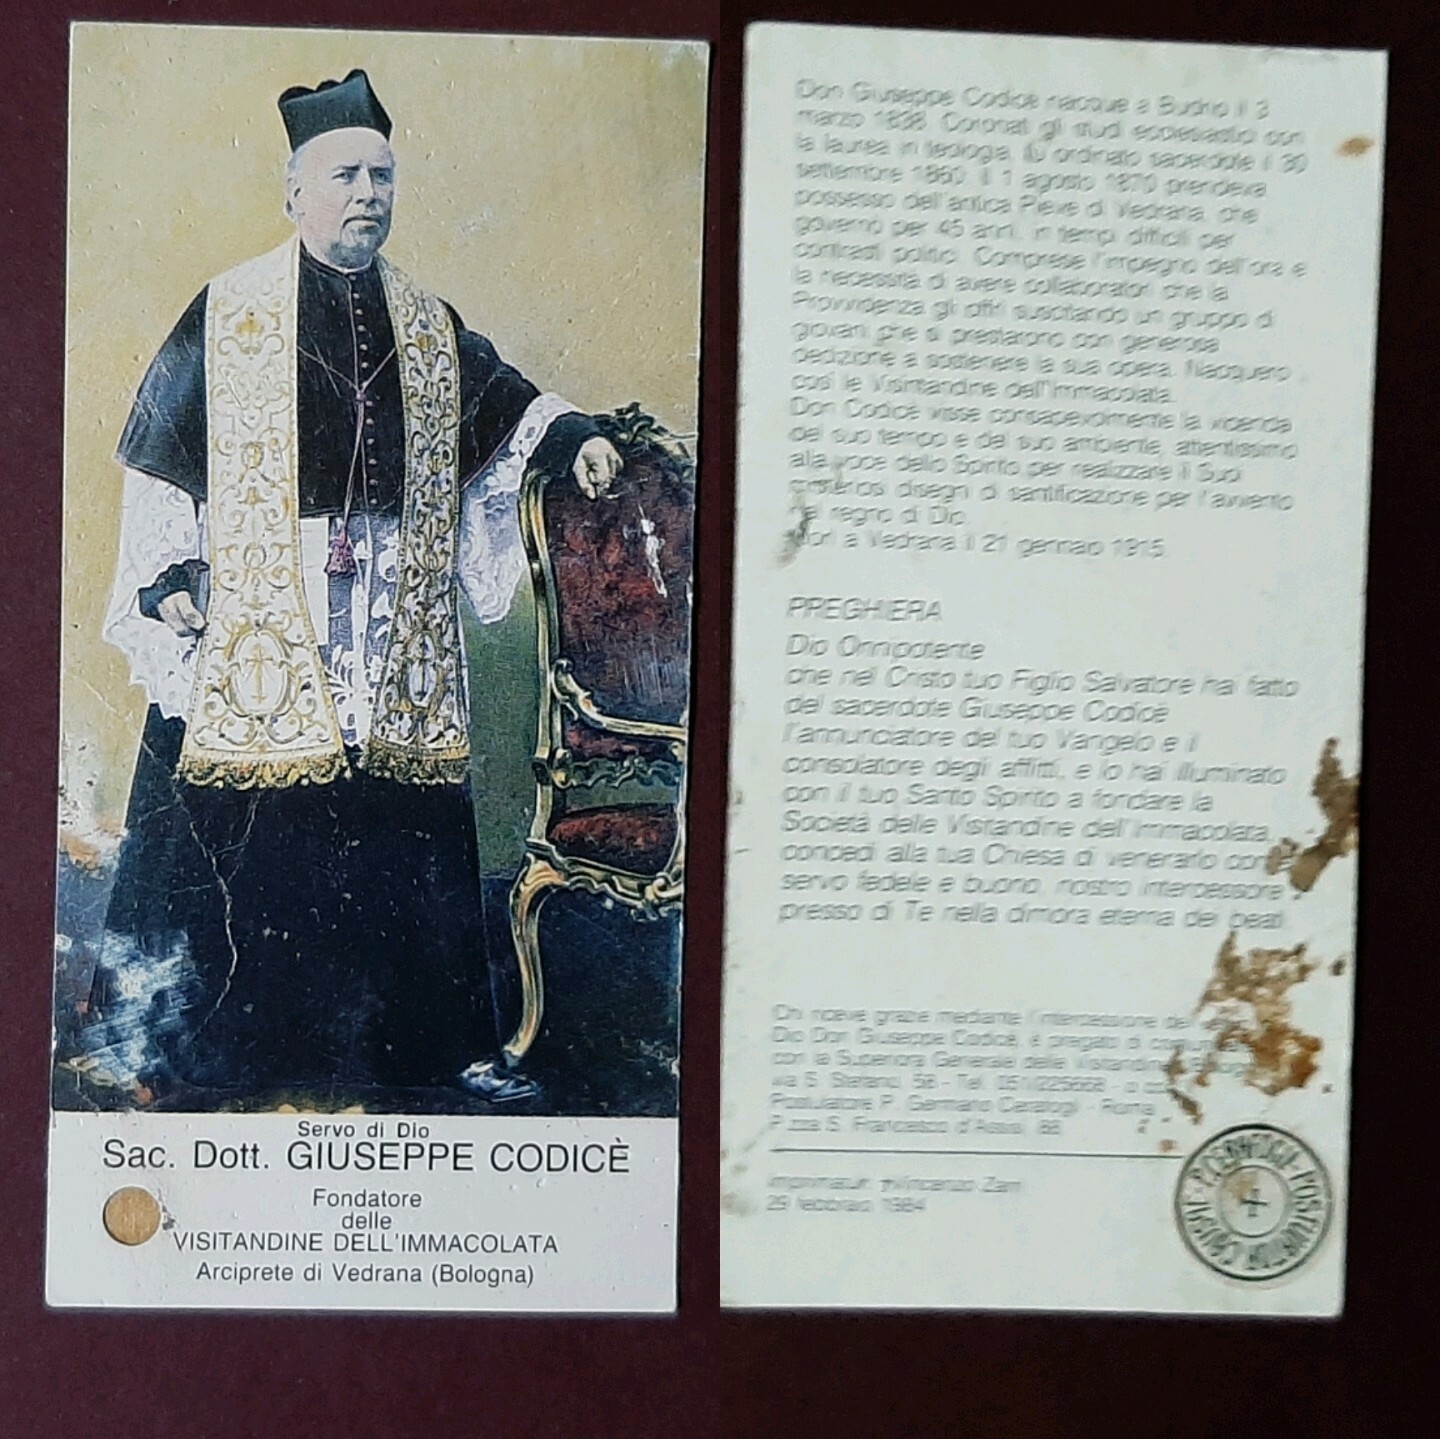 Servo di Dio
Sac. Dott. GIUSEPPE CODICÈ
Fondatore
delle
VISITANDINE DELL'IMMACOLATA
Arciprete di Vedrana (Bologna)
Don Giuseppe Codicè nacque a Budrio il 3
marzo 1838. Coronati gli studi ecclesiastici con
la laurea in teologia, fu ordinato sacerdote il 30
settembre 1860. Il 1 agosto 1870 prendeva
possesso dell'antica Pieve di Vedrana, che
governò per 45 anni, in tempi difficili per
contrasti politici. Comprese l'impegno dell'ora e
la necessità di avere collaboratori che la
Provvidenza gli offrì suscitando un gruppo di
giovani che si prestarono con generosa
dedizione a sostenere la sua opera. Nacquero
così le Visitandine dell'Immacolata.
Don Codicè visse consapevolmente la vicenda
del suo tempo e del suo ambiente, attentissimo
alla voce dello Spirito per realizzare i Suoi
misteriosi disegni di santificazione per l'avvento
del regno di Dio.
Morì a Vedrana il 21 gennaio 1915.
PREGHIERA
Dio Onnipotente
che nel Cristo tuo Figlio Salvatore hai fatto
del sacerdote Giuseppe Codicè
l'annunciatore del tuo Vangelo e il
consolatore degli afflitti, e lo hai illuminato
con il tuo Santo Spirito a fondare la
Società delle Visitandine dell'Immacolata,
concedi alla tua Chiesa di venerarlo come
servo fedele e buono, nostro intercessore
presso di Te nella dimora eterna dei beati.
Chi riceve grazie mediante l'intercessione del
Dio Don Giuseppe Codicè, è pregato di
con la Superiora Generale delle Visitandine
via S. Stefano, 56 - Tel. 051/225668 - o
Postulatore P. Germano Cerafogli - Roma
P.zza S. Francesco d'Assisi, 88
Imprimatur: Vincenzo Zarri
29 febbraio 1984